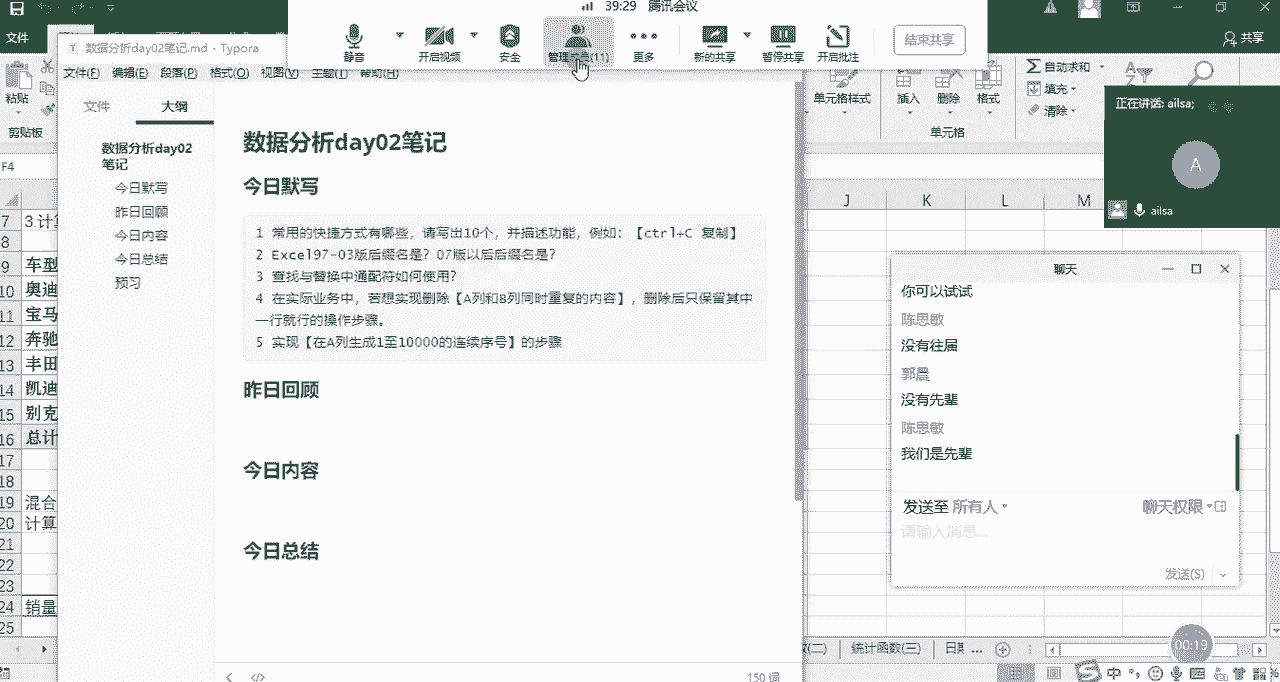 39:29 腾讯会议
静音
开启视频
安全
管理成员(11)
更多
新的共享
暂停共享
开启批注
结束共享
文件
共享
数据分析day02笔记.md - Typora
文件(F) 编辑(E) 段落(P) 格式(O) 视图(V) 主题(T) 帮助(H)
粘贴
剪贴板
单元格样式
插入
删除
格式
单元格
自动求和
填充
清除
F4
文件
大纲
数据分析day02
笔记
今日默写
昨日回顾
今日内容
今日总结
预习
数据分析day02笔记
今日默写
1 常用的快捷方式有哪些，请写出10个，并描述功能，例如：【ctrl+C 复制】
2 Excel97-03版后缀名是？07版以后后缀名是？
3 查找与替换中通配符如何使用？
4 在实际业务中，若想实现删除【A列和B列同时重复的内容】，删除后只保留其中
一行就行的操作步骤。
5 实现【在A列生成1至10000的连续序号】的步骤
昨日回顾
今日内容
今日总结
150 词
正在讲话: ailsa;
A
ailsa
J K L M
聊天
你可以试试
陈思敏
没有往届
郭晨
没有先辈
陈思敏
我们是先辈
发送至 所有人
聊天权限
请输入消息...
发送(S)
7 3.计
8
9 车型
10 奥迪
11 宝马
12 奔驰
13 丰田
14 凯迪
15 别克
16 总计
17
18
19 混合
20 计算
21
22
23
24 销量
25
(二)
统计函数(三)
日期 ...
00:19
中